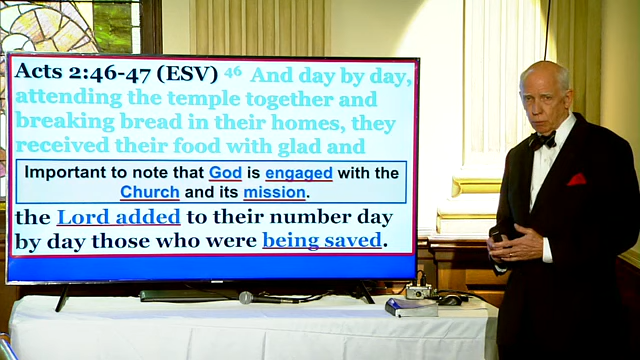 Acts 2:46-47 (ESV) 46 And day by day,
attending the temple together and
breaking bread in their homes, they
received their food with glad and
Important to note that God is engaged with the
Church and its mission.
the Lord added to their number day
by day those who were being saved.